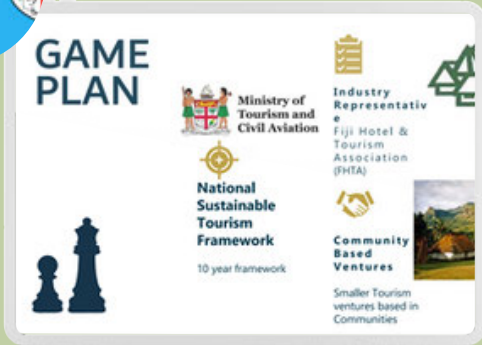 GAME
PLAN
Ministry of
Tourism and
Civil Aviation
National
Sustainable
Tourism
Framework
10 year framework
Industry
Representativ
e
Fiji Hotel &
Tourism
Association
(FHTA)
Community
Based
Ventures
Smaller Tourism
ventures based in
Communities